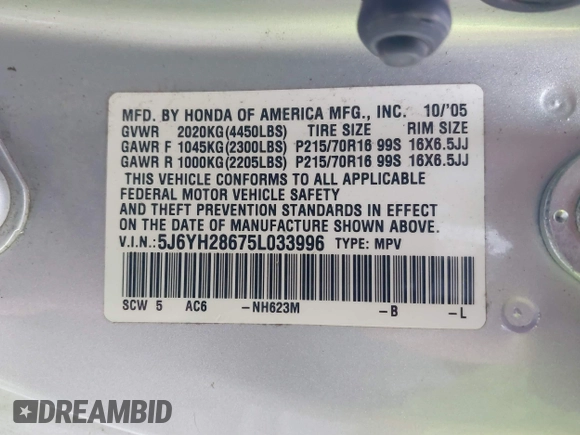 MFD. BY HONDA OF AMERICA MFG., INC. 10/'05
GVWR 2020KG(4450LBS) TIRE SIZE RIM SIZE
GAWR F 1045KG(2300LBS) P215/70R16 99S 16X6.5JJ
GAWR R 1000KG(2205LBS) P215/70R16 99S 16X6.5JJ
THIS VEHICLE CONFORMS TO ALL APPLICABLE
FEDERAL MOTOR VEHICLE SAFETY
AND THEFT PREVENTION STANDARDS IN EFFECT
ON THE DATE OF MANUFACTURE SHOWN ABOVE.
V.I.N.:5J6YH28675L033996 TYPE: MPV
SCW 5 AC6 -NH623M -B -L
DREAMBID